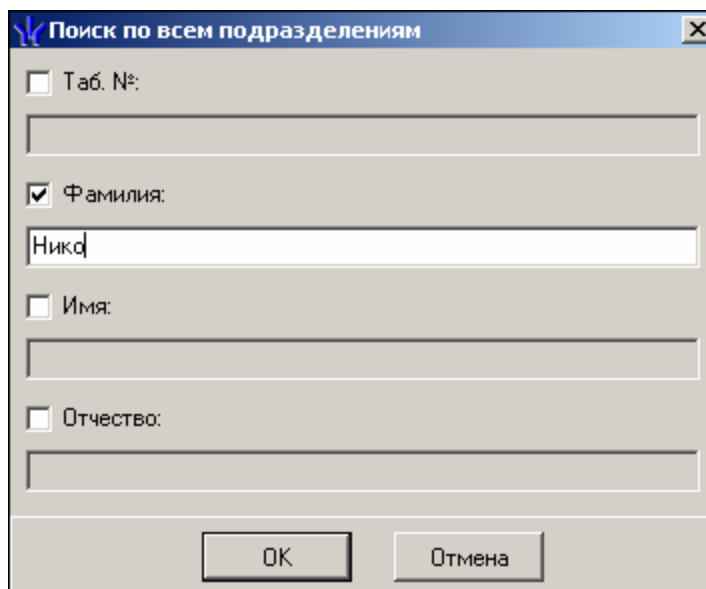 Поиск по всем подразделениям
Таб. №:
Фамилия:
Нико
Имя:
Отчество:
OK
Отмена